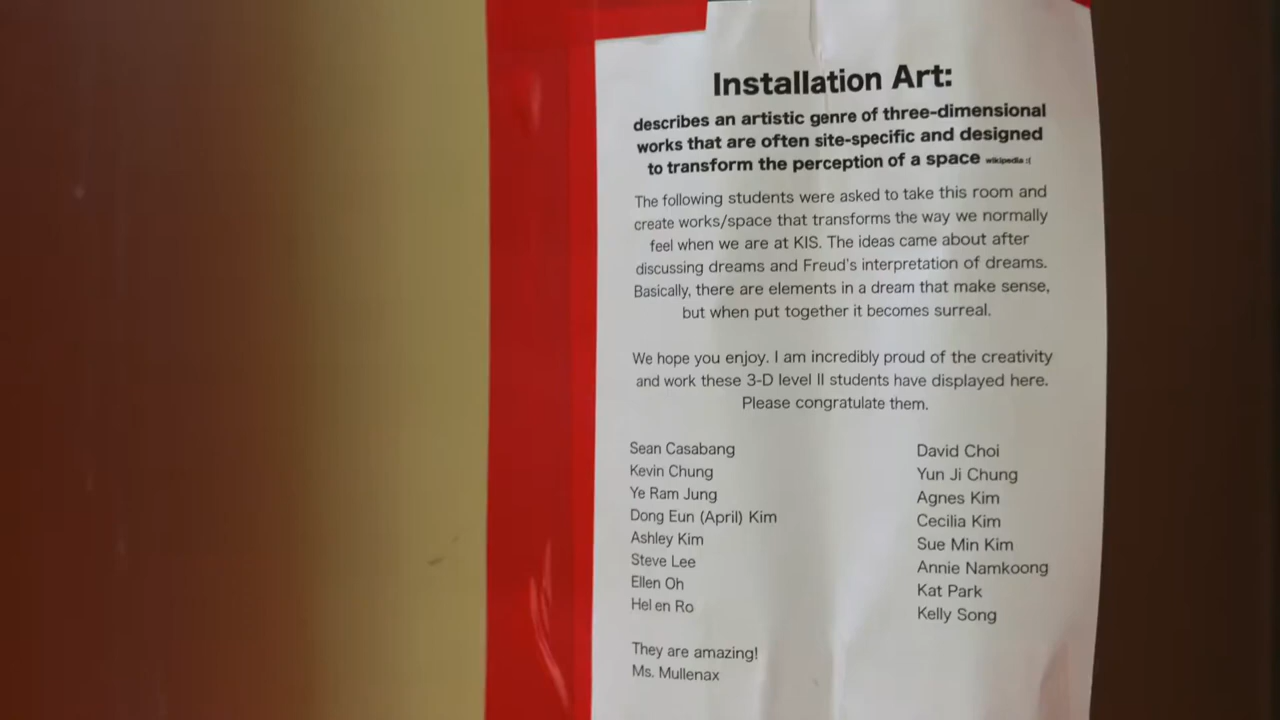 Installation Art:
describes an artistic genre of three-dimensional
works that are often site-specific and designed
to transform the perception of a space wikipedia :(
The following students were asked to take this room and
create works/space that transforms the way we normally
feel when we are at KIS. The ideas came about after
discussing dreams and Freud's interpretation of dreams.
Basically, there are elements in a dream that make sense,
but when put together it becomes surreal.
We hope you enjoy. I am incredibly proud of the creativity
and work these 3-D level II students have displayed here.
Please congratulate them.
Sean Casabang
Kevin Chung
Ye Ram Jung
Dong Eun (April) Kim
Ashley Kim
Steve Lee
Ellen Oh
Helen Ro
David Choi
Yun Ji Chung
Agnes Kim
Cecilia Kim
Sue Min Kim
Annie Namkoong
Kat Park
Kelly Song
They are amazing!
Ms. Mullenax